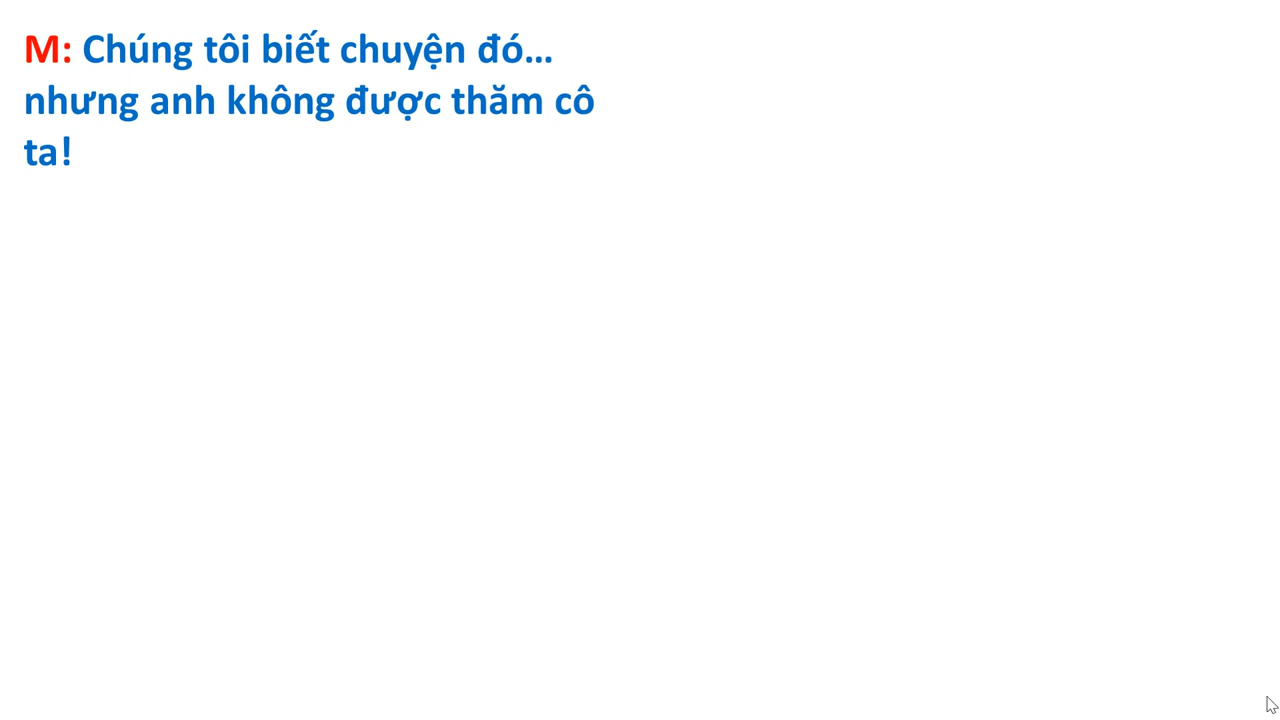 M: Chúng tôi biết chuyện đó…
nhưng anh không được thăm cô
ta!